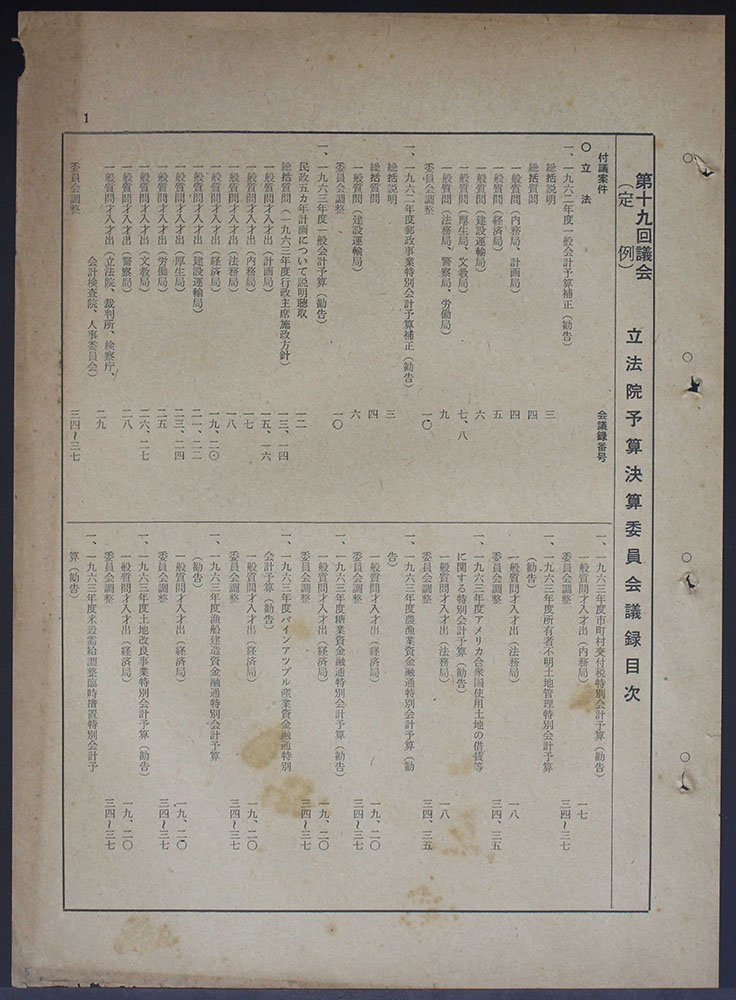 1
第十九回議会
（定例）
立法院予算決算委員会議録目次
付議案件　会議録番号
〇立法
一、一九六二年度一般会計予算補正（勧告）
総括説明　三
総括質問　四
一般質問（内務局、計画局）　四
一般質問（経済局）　五
一般質問（建設運輸局）　六
一般質問（厚生局、文教局）　七、八
一般質問（法務局、警察局、労働局）　九
委員会調整　一〇
一、一九六二年度郵政事業特別会計予算補正（勧告）
総括説明　三
総括質問　四
一般質問（建設運輸局）　六
委員会調整　一〇
一、一九六三年度一般会計予算（勧告）
民政五カ年計画について説明聴取　一二
総括質問（一九六三年度行政主席施政方針）　一三、一四
一般質問才入才出（計画局）　一五、一六
一般質問才入才出（内務局）　一七
一般質問才入才出（法務局）　一八
一般質問才入才出（経済局）　一九、二〇
一般質問才入才出（建設運輸局）　二一、二二
一般質問才入才出（厚生局）　二三、二四
一般質問才入才出（労働局）　二五
一般質問才入才出（文教局）　二六、二七
一般質問才入才出（警察局）　二八
一般質問才入才出（立法院、裁判所、検察庁、
会計検査院、人事委員会）　二九
委員会調整　三四〜三七
一、一九六三年度市町村交付税特別会計予算（勧告）
一般質問才入才出（内務局）　一七
委員会調整　三四〜三七
一、一九六三年度所有者不明土地管理特別会計予算
（勧告）
一般質問才入才出（法務局）　一八
委員会調整　三四、三五
一、一九六三年度アメリカ合衆国使用土地の借賃等
に関する特別会計予算（勧告）
一般質問才入才出（法務局）　一八
委員会調整　三四、三五
一、一九六三年度農漁業資金融通特別会計予算（勧
告）
一般質問才入才出（経済局）　一九、二〇
委員会調整　三四〜三七
一、一九六三年度糖業資金融通特別会計予算（勧告）
一般質問才入才出（経済局）　一九、二〇
委員会調整　三四〜三七
一、一九六三年度パインアツプル産業資金融通特別
会計予算（勧告）
一般質問才入才出（経済局）　一九、二〇
委員会調整　三四〜三七
一、一九六三年度漁船建造資金融通特別会計予算
（勧告）
一般質問才入才出（経済局）　一九、二〇
委員会調整　三四〜三七
一、一九六三年度土地改良事業特別会計予算（勧告）
一般質問才入才出（経済局）　一九、二〇
委員会調整　三四〜三七
一、一九六三年度米穀需給調整臨時措置特別会計予
算（勧告）